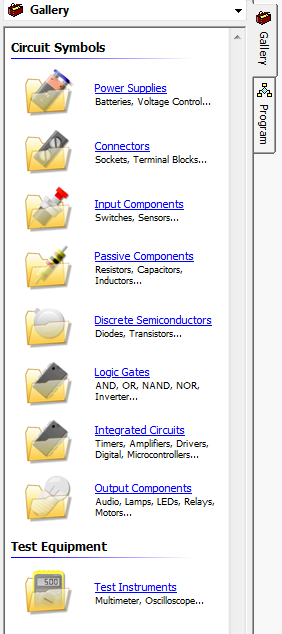 Gallery
Gallery
Program
Circuit Symbols
Power Supplies
Batteries, Voltage Control...
Connectors
Sockets, Terminal Blocks...
Input Components
Switches, Sensors...
Passive Components
Resistors, Capacitors,
Inductors...
Discrete Semiconductors
Diodes, Transistors...
Logic Gates
AND, OR, NAND, NOR,
Inverter...
Integrated Circuits
Timers, Amplifiers, Drivers,
Digital, Microcontrollers...
Output Components
Audio, Lamps, LEDs, Relays,
Motors...
Test Equipment
500
Test Instruments
Multimeter, Oscilloscope...